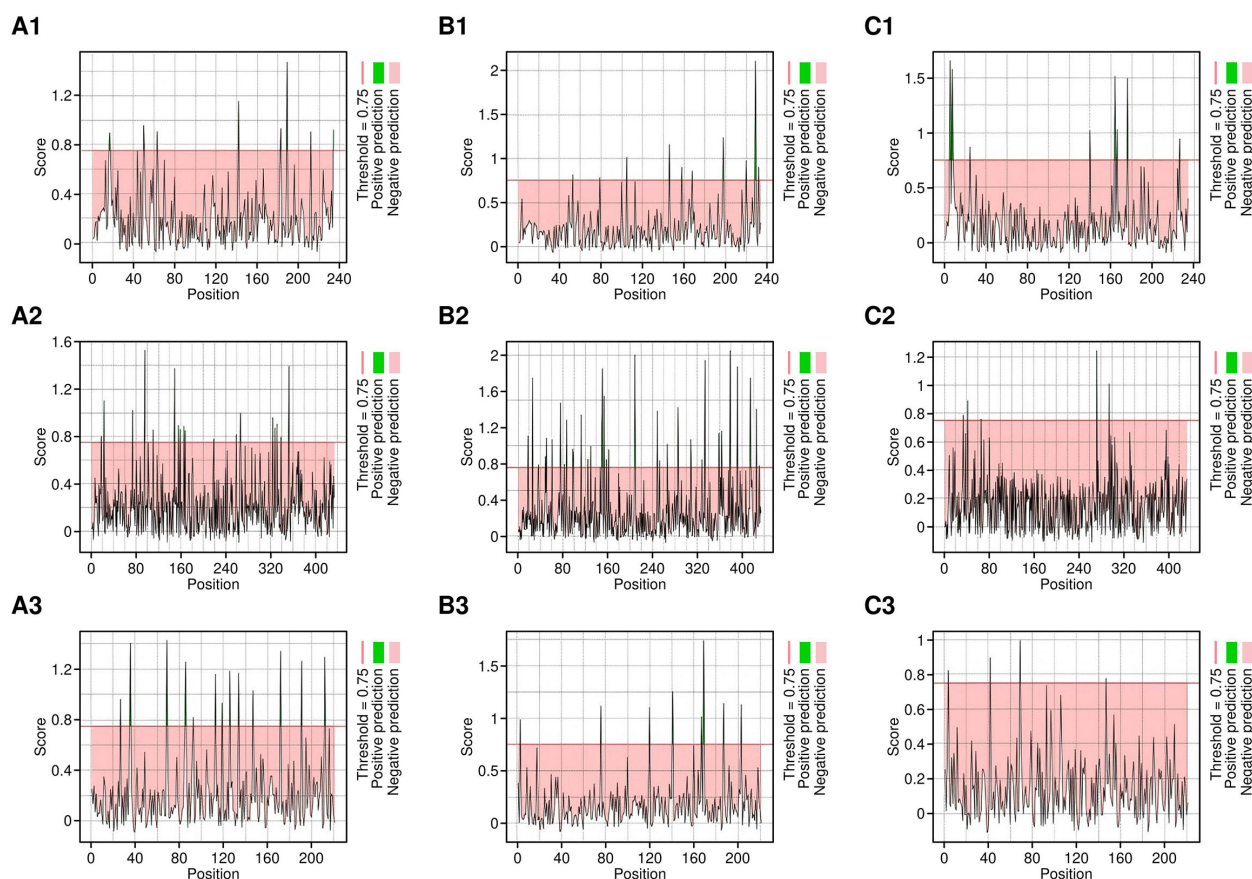 A1
B1
C1
1.2
0.8
0.4
0
Score
0 40 80 120 160 200 240
Position
Threshold = 0.75
Positive prediction
Negative prediction
2
1.5
1
0.5
0
Score
0 40 80 120 160 200 240
Position
Threshold = 0.75
Positive prediction
Negative prediction
1.5
1
0.5
0
Score
0 40 80 120 160 200 240
Position
Threshold = 0.75
Positive prediction
Negative prediction
A2
B2
C2
1.6
1.2
0.8
0.4
0
Score
0 80 160 240 320 400
Position
Threshold = 0.75
Positive prediction
Negative prediction
2
1.6
1.2
0.8
0.4
0
Score
0 80 160 240 320 400
Position
Threshold = 0.75
Positive prediction
Negative prediction
1.2
1
0.8
0.6
0.4
0.2
0
Score
0 80 160 240 320 400
Position
Threshold = 0.75
Positive prediction
Negative prediction
A3
B3
C3
1.2
0.8
0.4
0
Score
0 40 80 120 160 200
Position
Threshold = 0.75
Positive prediction
Negative prediction
1.5
1
0.5
0
Score
0 40 80 120 160 200
Position
Threshold = 0.75
Positive prediction
Negative prediction
1
0.8
0.6
0.4
0.2
0
Score
0 40 80 120 160 200
Position
Threshold = 0.75
Positive prediction
Negative prediction